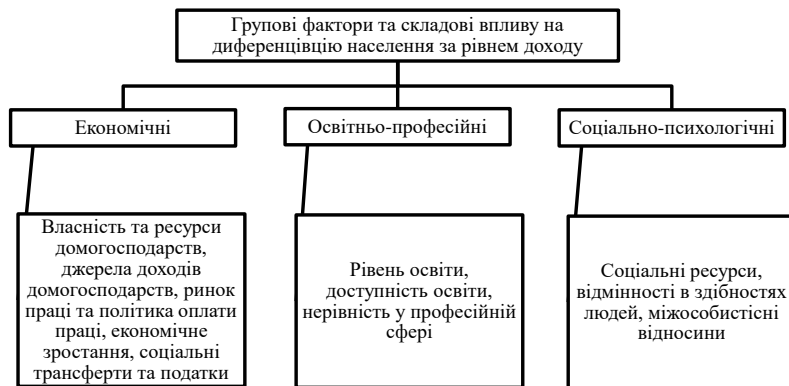 Групові фактори та складові впливу на
диференцівцію населення за рівнем доходу
Економічні
Освітньо-професійні
Соціально-психологічні
Власність та ресурси
домогосподарств,
джерела доходів
домогосподарств, ринок
праці та політика оплати
праці, економічне
зростання, соціальні
трансферти та податки
Рівень освіти,
доступність освіти,
нерівність у професійній
сфері
Соціальні ресурси,
відмінності в здібностях
людей, міжособистісні
відносини